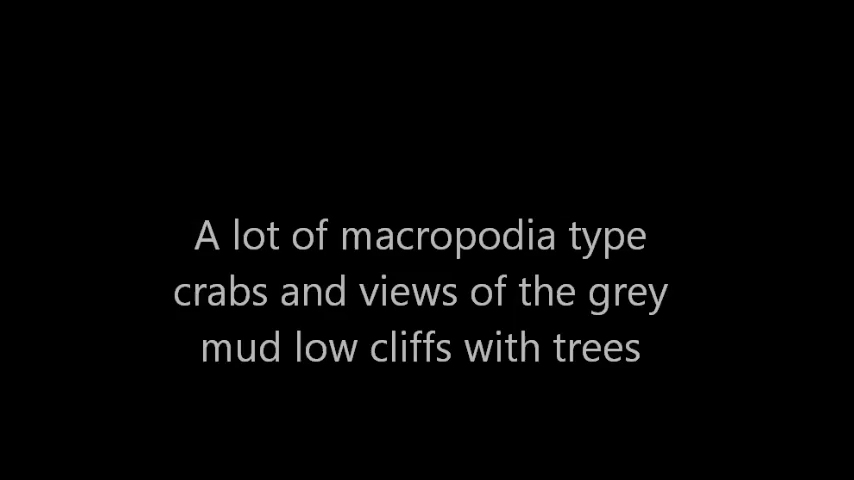 A lot of macropodia type
crabs and views of the grey
mud low cliffs with trees